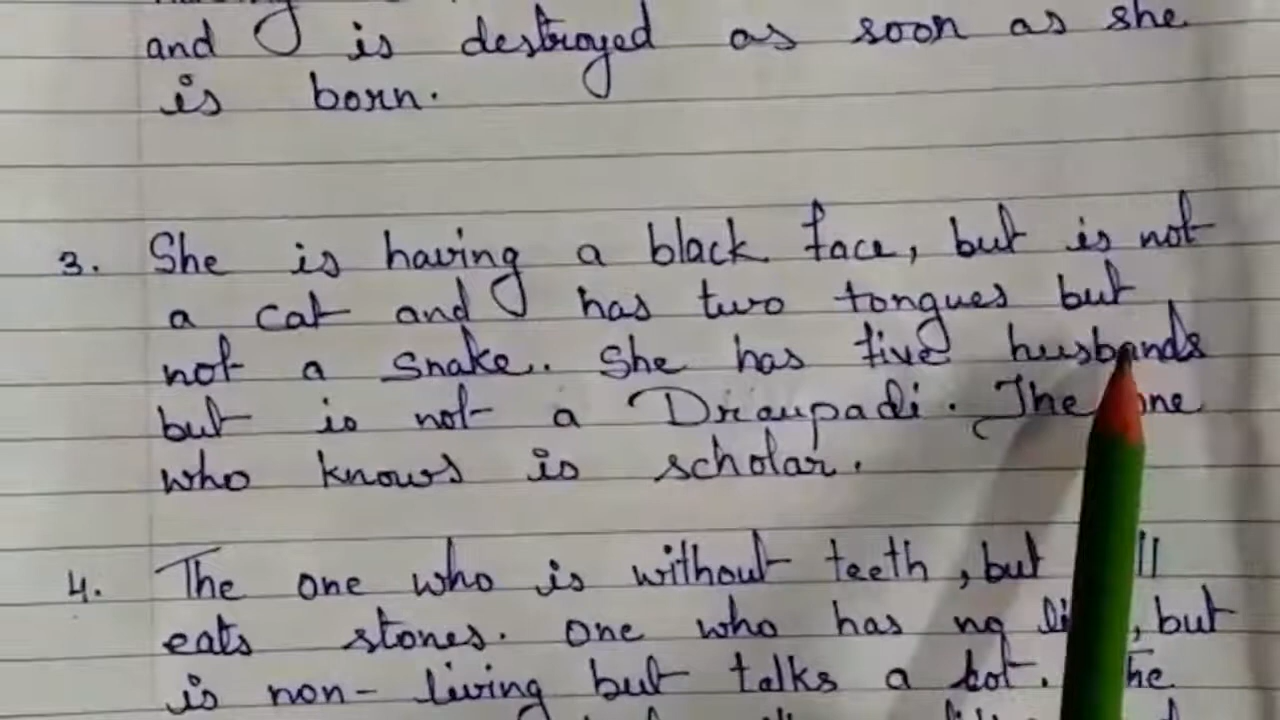 and is destroyed as soon as she
is born.
3. She is having a black face, but is not
a cat and has two tongues but
not a snake. She has five husbands
but is not a Draupadi. The one
who knows is scholar.
4. The one who is without teeth, but
eats stones. One who has no , but
is non-living but talks a lot. The